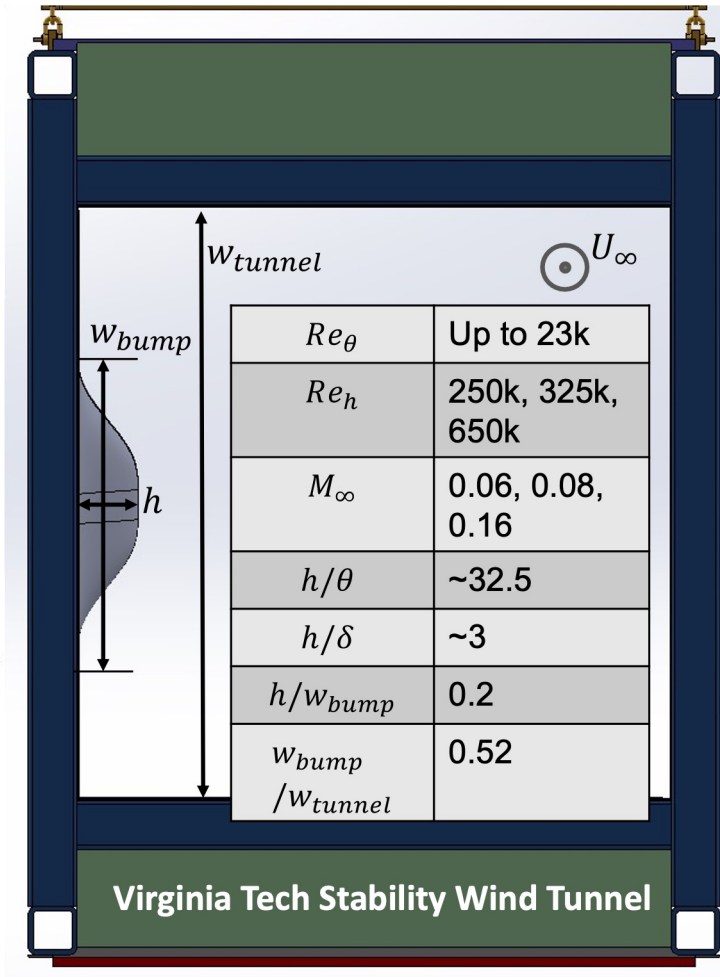 w_tunnel
U_∞
w_bump
h
Re_θ Up to 23k
Re_h 250k, 325k,
650k
M_∞ 0.06, 0.08,
0.16
h/θ ~32.5
h/δ ~3
h/w_bump 0.2
w_bump 0.52
/w_tunnel
Virginia Tech Stability Wind Tunnel